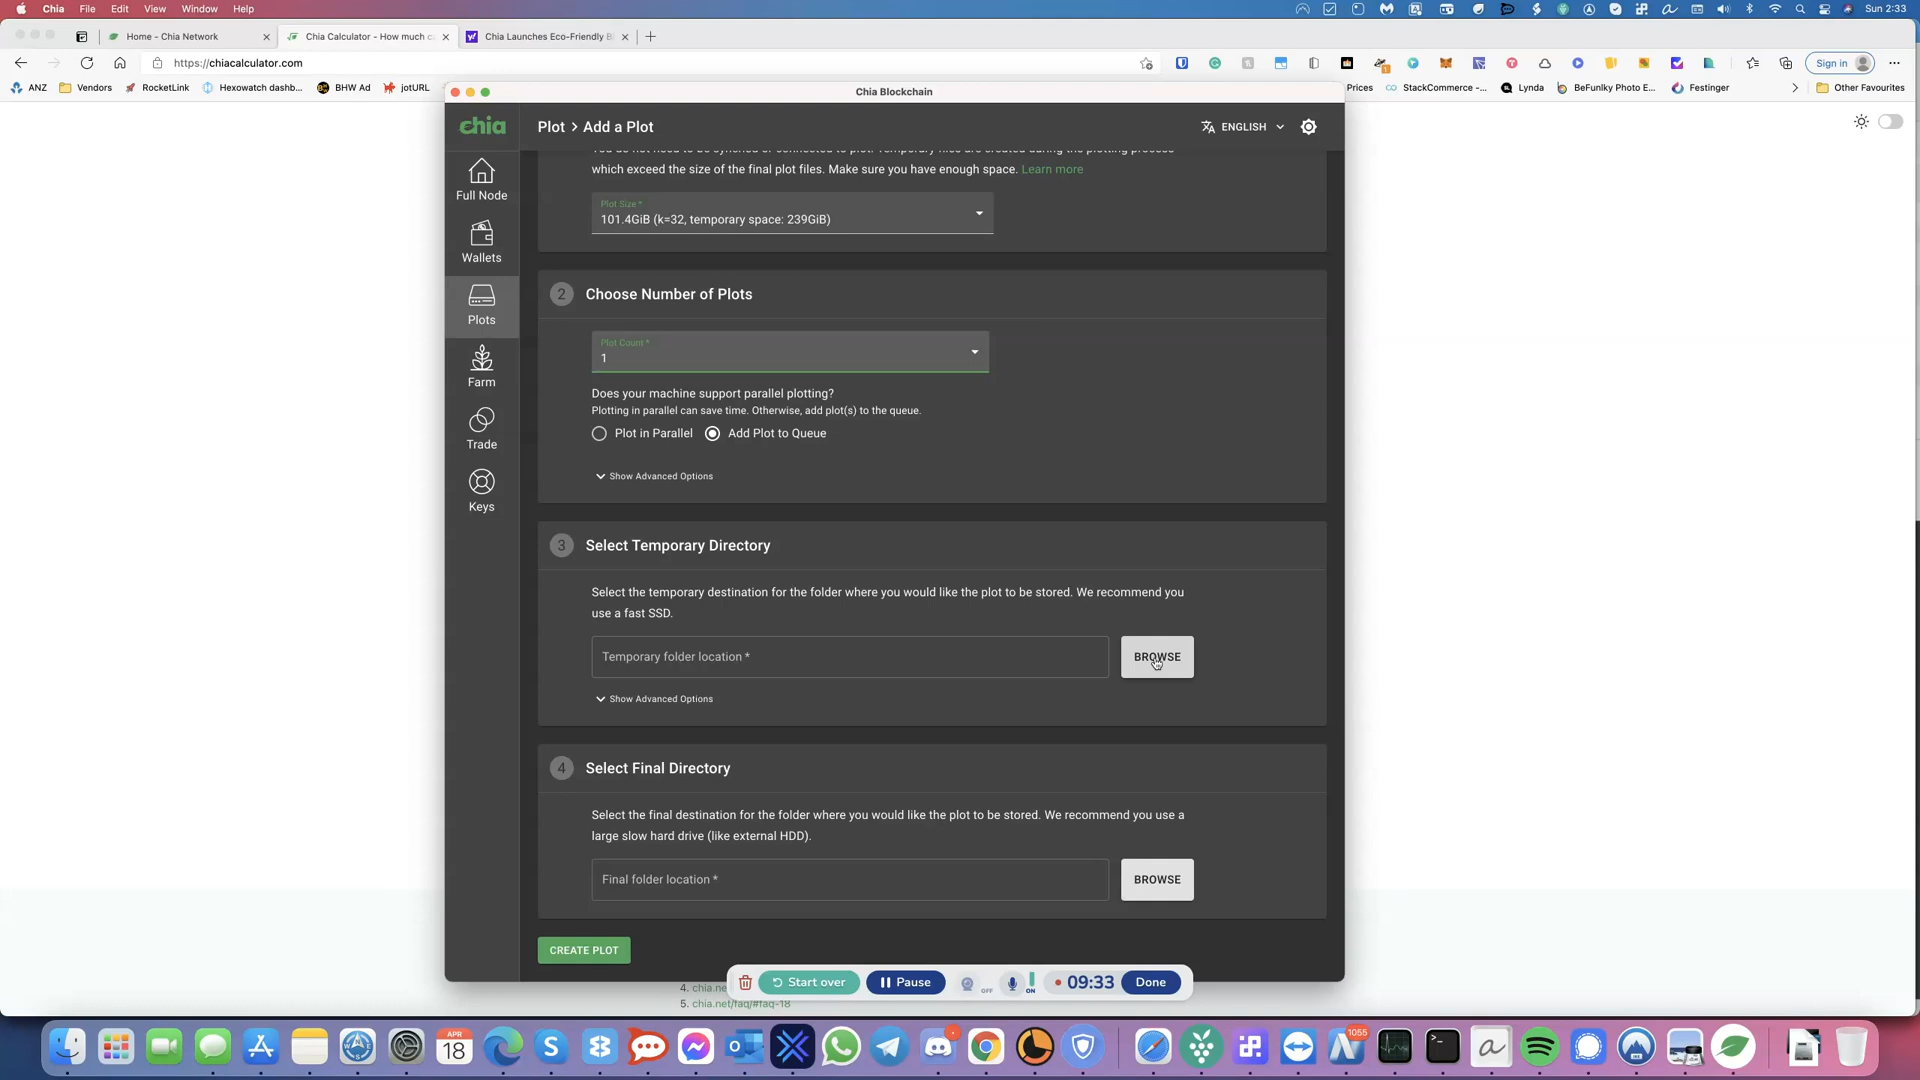 Chia File Edit View Window Help
Sun 2:33
Home - Chia Network
Chia Calculator - How much c
Chia Launches Eco-Friendly B
https://chiacalculator.com
Sign in
ANZ
Vendors
RocketLink
Hexowatch dashb...
BHW Ad
jotURL
Prices
StackCommerce -...
Lynda
BeFunlky Photo E...
Festinger
Other Favourites
Chia Blockchain
chia
Plot > Add a Plot
ENGLISH
Full Node
Wallets
Plots
Farm
Trade
Keys
which exceed the size of the final plot files. Make sure you have enough space. Learn more
Plot Size *
101.4GiB (k=32, temporary space: 239GiB)
2 Choose Number of Plots
Plot Count *
1
Does your machine support parallel plotting?
Plotting in parallel can save time. Otherwise, add plot(s) to the queue.
Plot in Parallel
Add Plot to Queue
Show Advanced Options
3 Select Temporary Directory
Select the temporary destination for the folder where you would like the plot to be stored. We recommend you
use a fast SSD.
Temporary folder location *
BROWSE
Show Advanced Options
4 Select Final Directory
Select the final destination for the folder where you would like the plot to be stored. We recommend you use a
large slow hard drive (like external HDD).
Final folder location *
BROWSE
CREATE PLOT
Start over
Pause
OFF
ON
09:33
Done
4. chia.ne
5. chia.net/faq/#faq-18
APR
18
1055